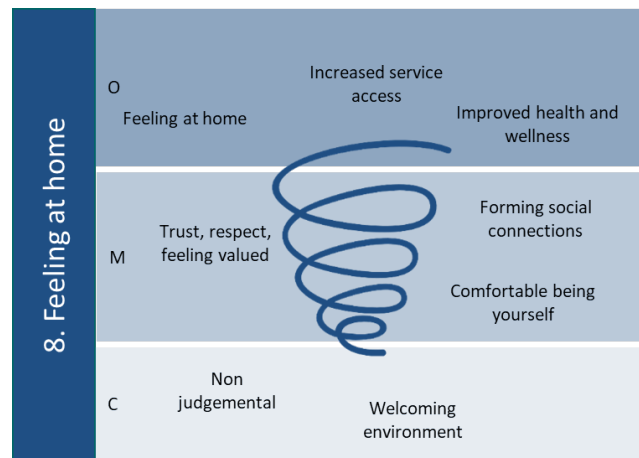 8. Feeling at home
O
Increased service
access
Feeling at home
Improved health and
wellness
M
Trust, respect,
feeling valued
Forming social
connections
Comfortable being
yourself
C
Non
judgemental
Welcoming
environment